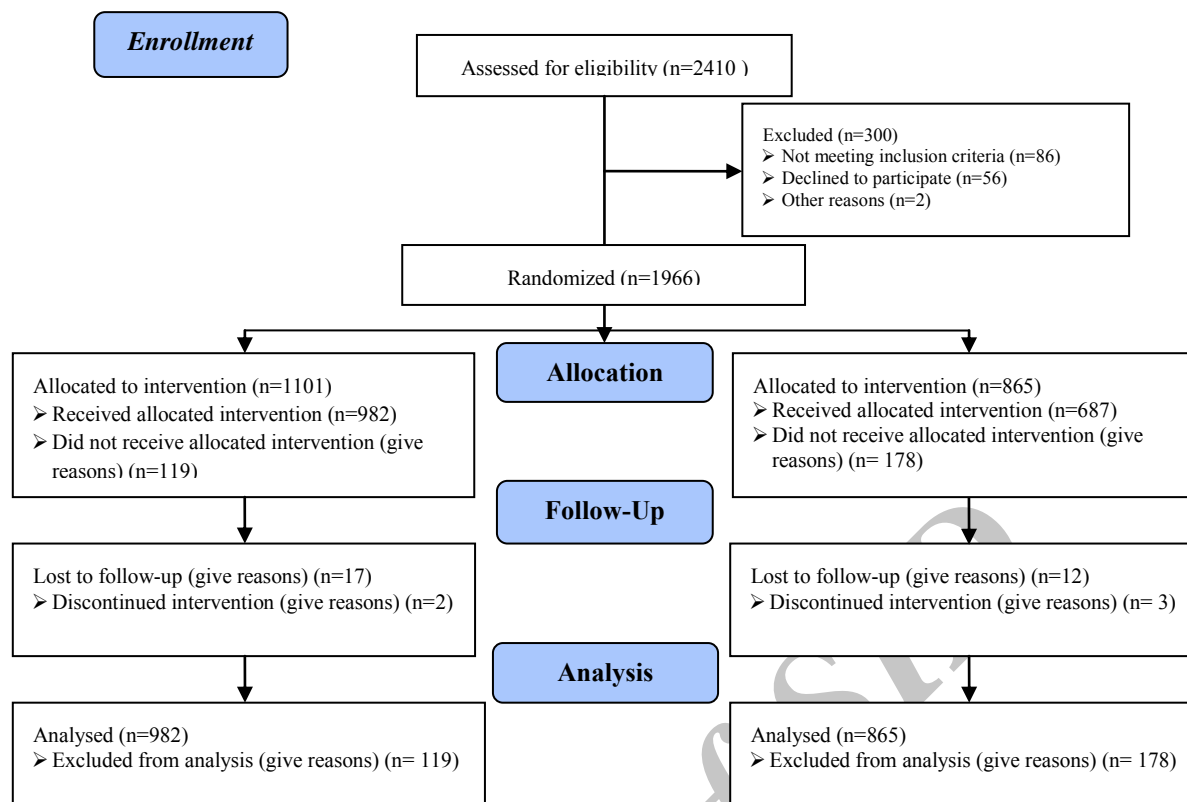 Enrollment
Assessed for eligibility (n=2410 )
Excluded (n=300)
➢ Not meeting inclusion criteria (n=86)
➢ Declined to participate (n=56)
➢ Other reasons (n=2)
Randomized (n=1966)
Allocation
Allocated to intervention (n=1101)
➢ Received allocated intervention (n=982)
➢ Did not receive allocated intervention (give
reasons) (n=119)
Allocated to intervention (n=865)
➢ Received allocated intervention (n=687)
➢ Did not receive allocated intervention (give
reasons) (n= 178)
Follow-Up
Lost to follow-up (give reasons) (n=17)
➢ Discontinued intervention (give reasons) (n=2)
Lost to follow-up (give reasons) (n=12)
➢ Discontinued intervention (give reasons) (n= 3)
Analysis
Analysed (n=982)
➢ Excluded from analysis (give reasons) (n= 119)
Analysed (n=865)
➢ Excluded from analysis (give reasons) (n= 178)